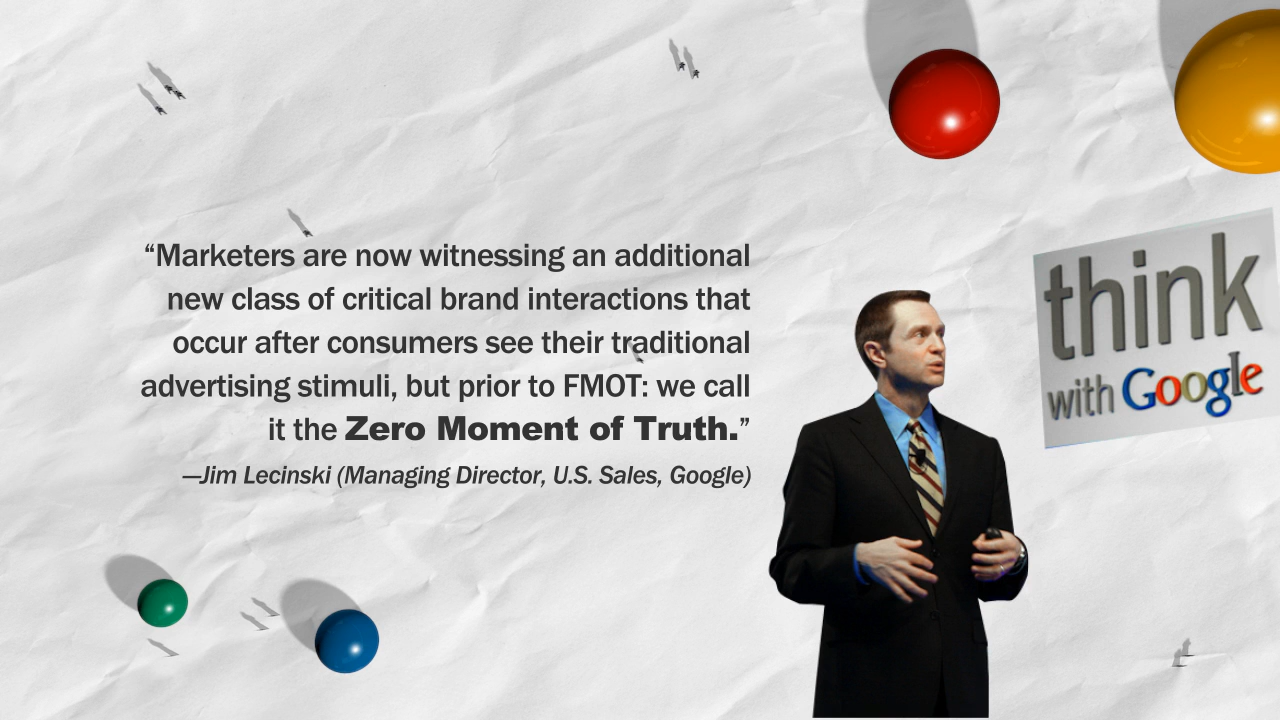 “Marketers are now witnessing an additional
new class of critical brand interactions that
occur after consumers see their traditional
advertising stimuli, but prior to FMOT: we call
it the Zero Moment of Truth.”
—Jim Lecinski (Managing Director, U.S. Sales, Google)
think
with Google